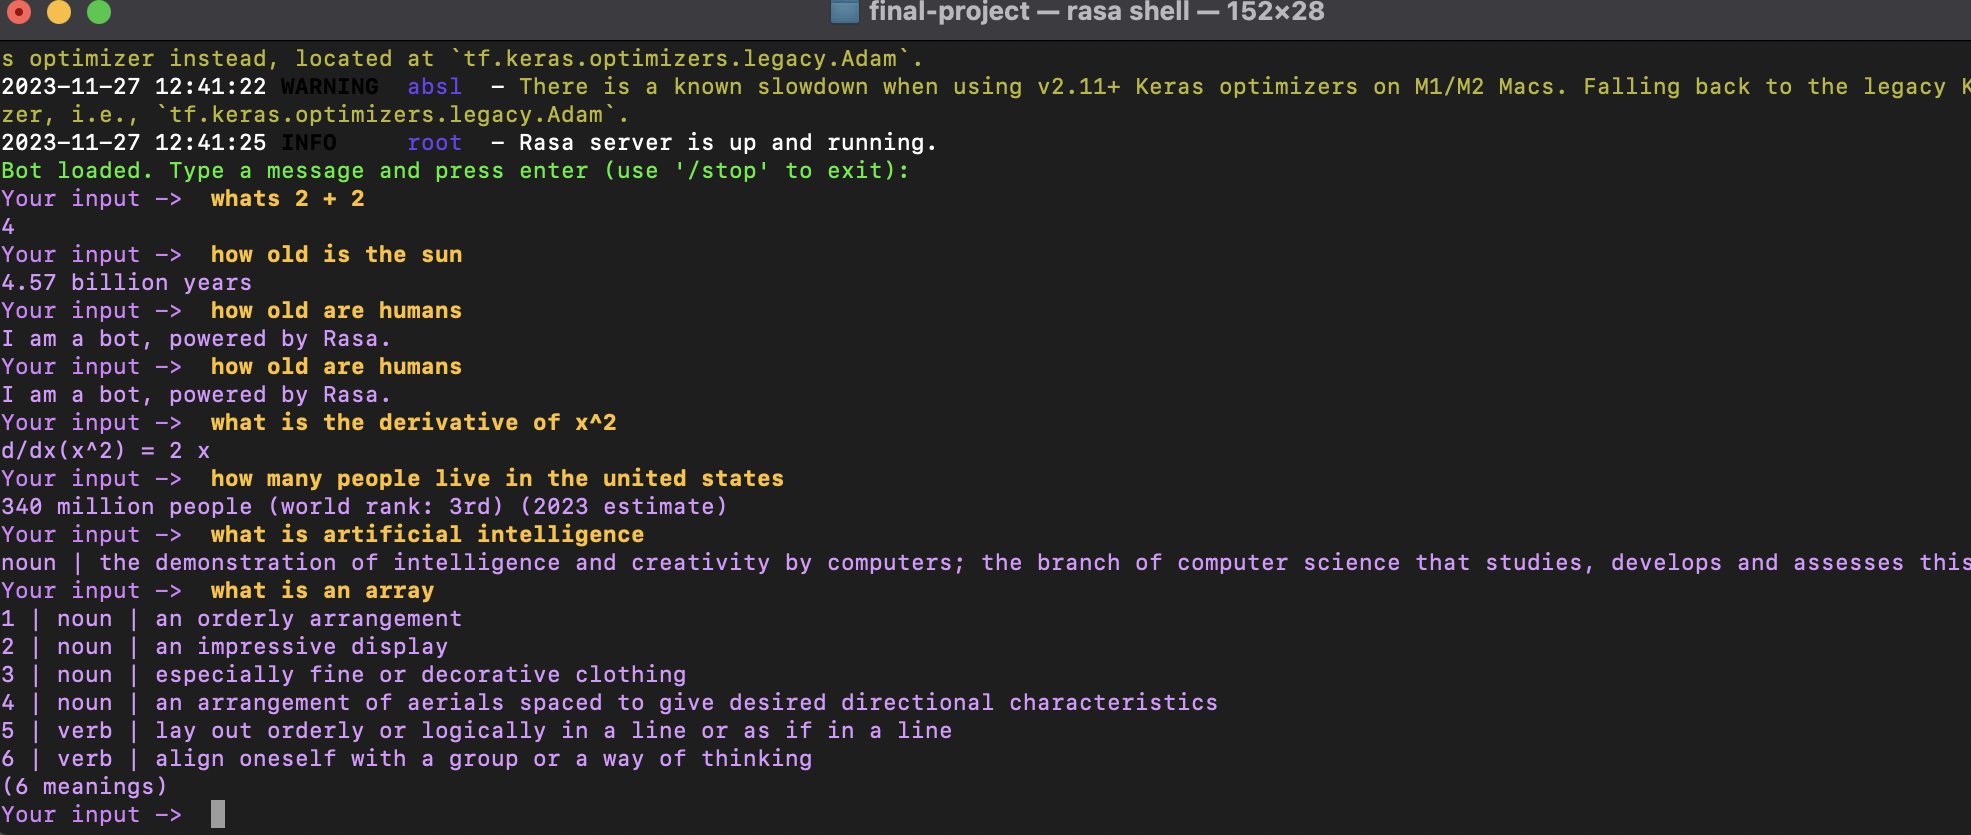 final-project — rasa shell — 152×28
s optimizer instead, located at `tf.keras.optimizers.legacy.Adam`.
2023-11-27 12:41:22 WARNING  absl  - There is a known slowdown when using v2.11+ Keras optimizers on M1/M2 Macs. Falling back to the legacy K
zer, i.e., `tf.keras.optimizers.legacy.Adam`.
2023-11-27 12:41:25 INFO     root  - Rasa server is up and running.
Bot loaded. Type a message and press enter (use '/stop' to exit):
Your input ->  whats 2 + 2
4
Your input ->  how old is the sun
4.57 billion years
Your input ->  how old are humans
I am a bot, powered by Rasa.
Your input ->  how old are humans
I am a bot, powered by Rasa.
Your input ->  what is the derivative of x^2
d/dx(x^2) = 2 x
Your input ->  how many people live in the united states
340 million people (world rank: 3rd) (2023 estimate)
Your input ->  what is artificial intelligence
noun | the demonstration of intelligence and creativity by computers; the branch of computer science that studies, develops and assesses this
Your input ->  what is an array
1 | noun | an orderly arrangement
2 | noun | an impressive display
3 | noun | especially fine or decorative clothing
4 | noun | an arrangement of aerials spaced to give desired directional characteristics
5 | verb | lay out orderly or logically in a line or as if in a line
6 | verb | align oneself with a group or a way of thinking
(6 meanings)
Your input ->